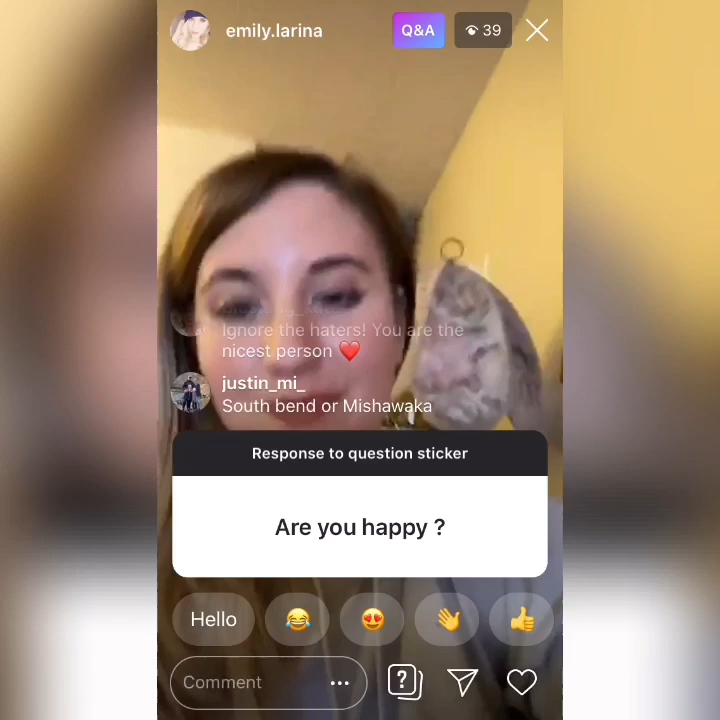 emily.larina
Q&A
39
Ignore the haters! You are the
nicest person ❤️
justin_mi_
South bend or Mishawaka
Response to question sticker
Are you happy ?
Hello
Comment